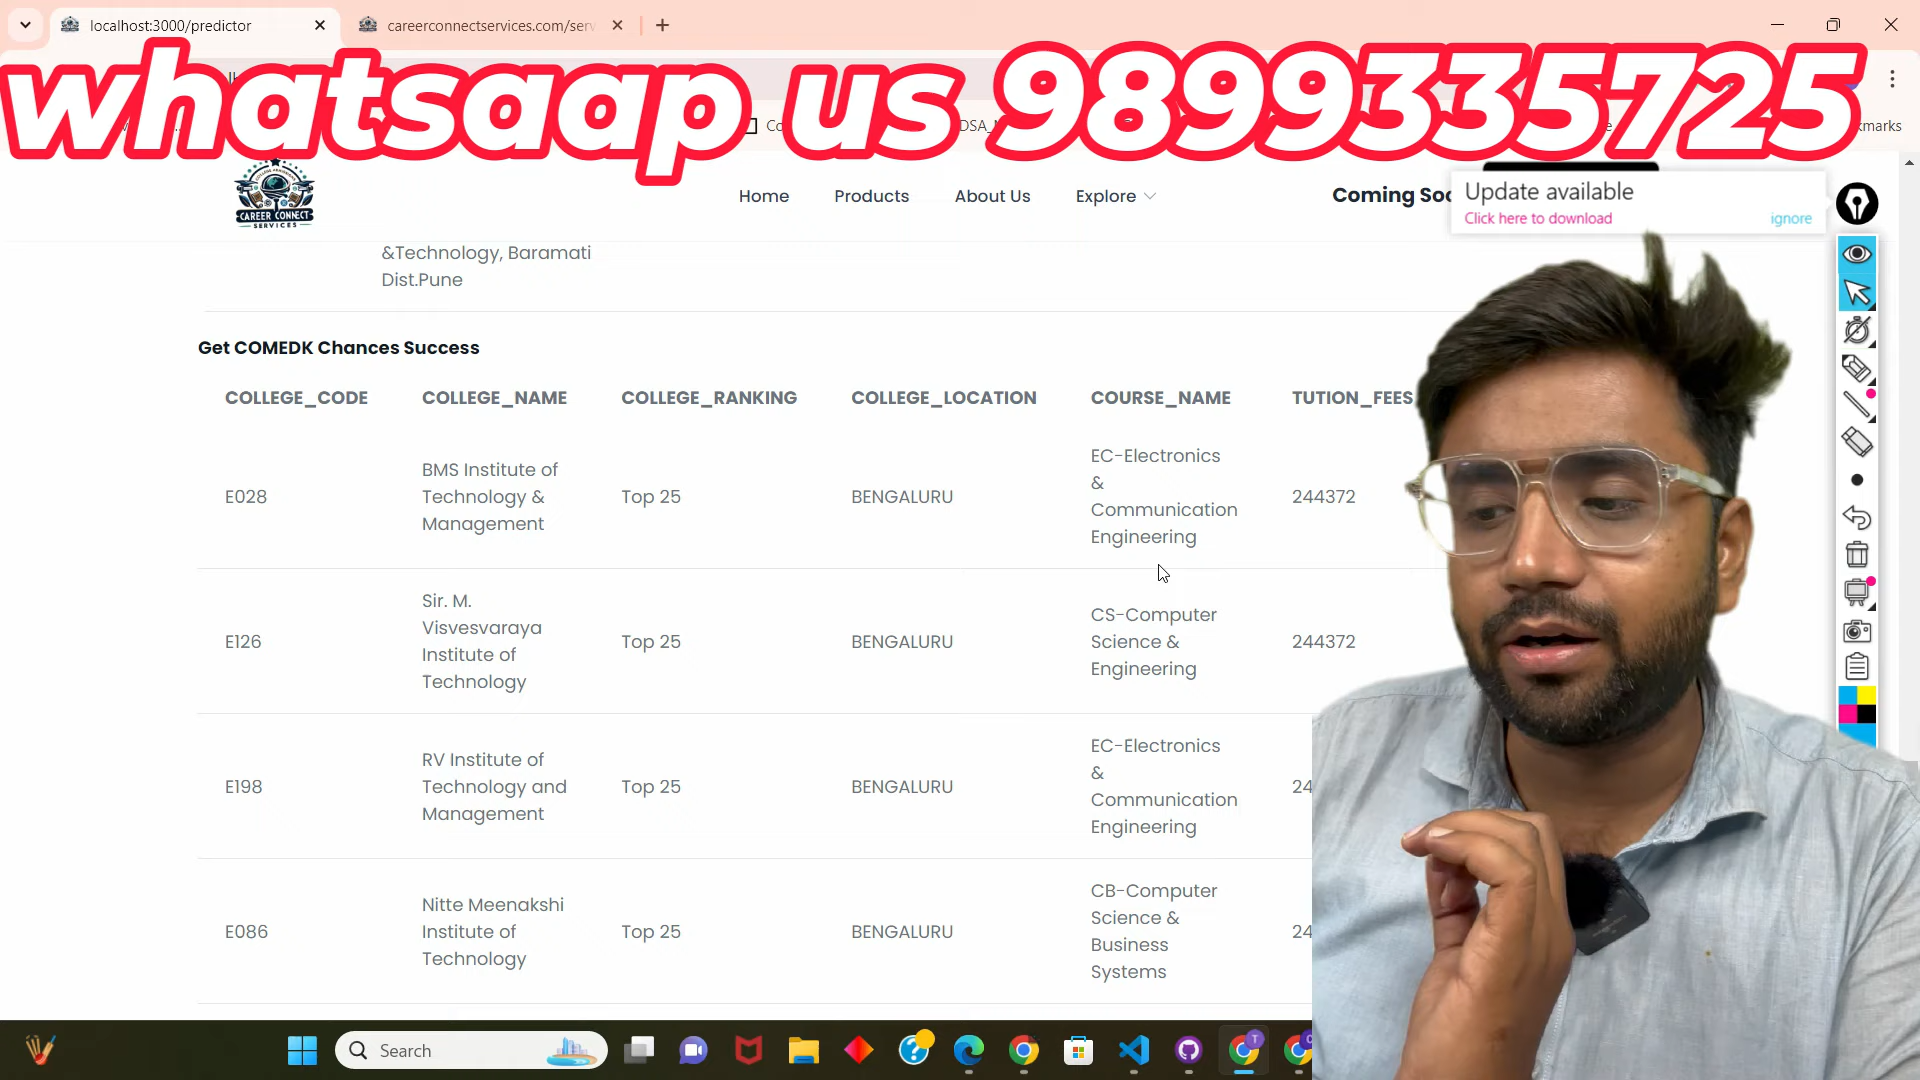 localhost:3000/predictor
careerconnectservices.com/serv
whatsaap us 9899335725
CAREER CONNECT
SERVICES
Home
Products
About Us
Explore
Coming Soo
Update available
Click here to download
ignore
&Technology, Baramati
Dist.Pune
Get COMEDK Chances Success
COLLEGE_CODE COLLEGE_NAME COLLEGE_RANKING COLLEGE_LOCATION COURSE_NAME TUTION_FEES
E028
BMS Institute of
Technology &
Management
Top 25
BENGALURU
EC-Electronics
&
Communication
Engineering
244372
E126
Sir. M.
Visvesvaraya
Institute of
Technology
Top 25
BENGALURU
CS-Computer
Science &
Engineering
244372
E198
RV Institute of
Technology and
Management
Top 25
BENGALURU
EC-Electronics
&
Communication
Engineering
24
E086
Nitte Meenakshi
Institute of
Technology
Top 25
BENGALURU
CB-Computer
Science &
Business
Systems
24
Search